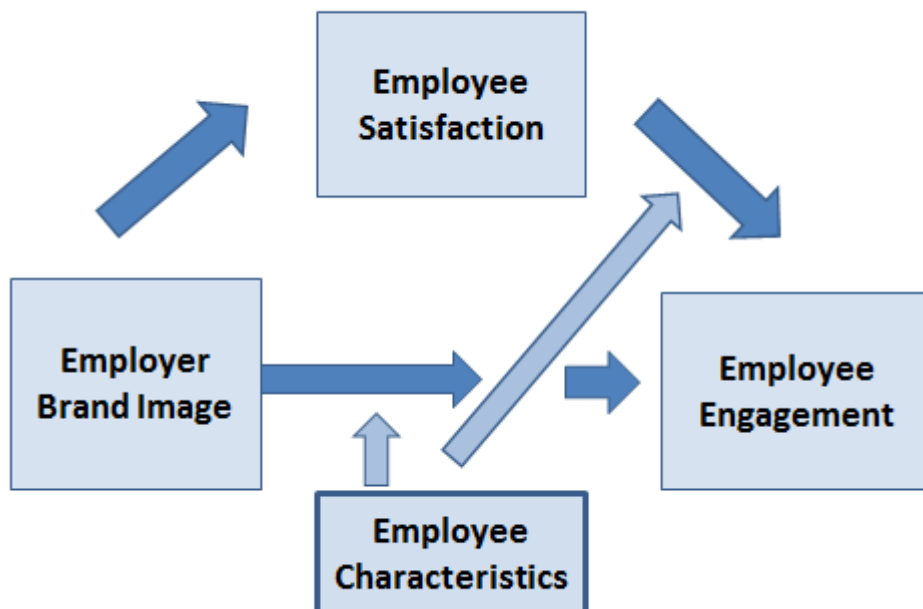 Employee
Satisfaction
Employer
Brand Image
Employee
Engagement
Employee
Characteristics